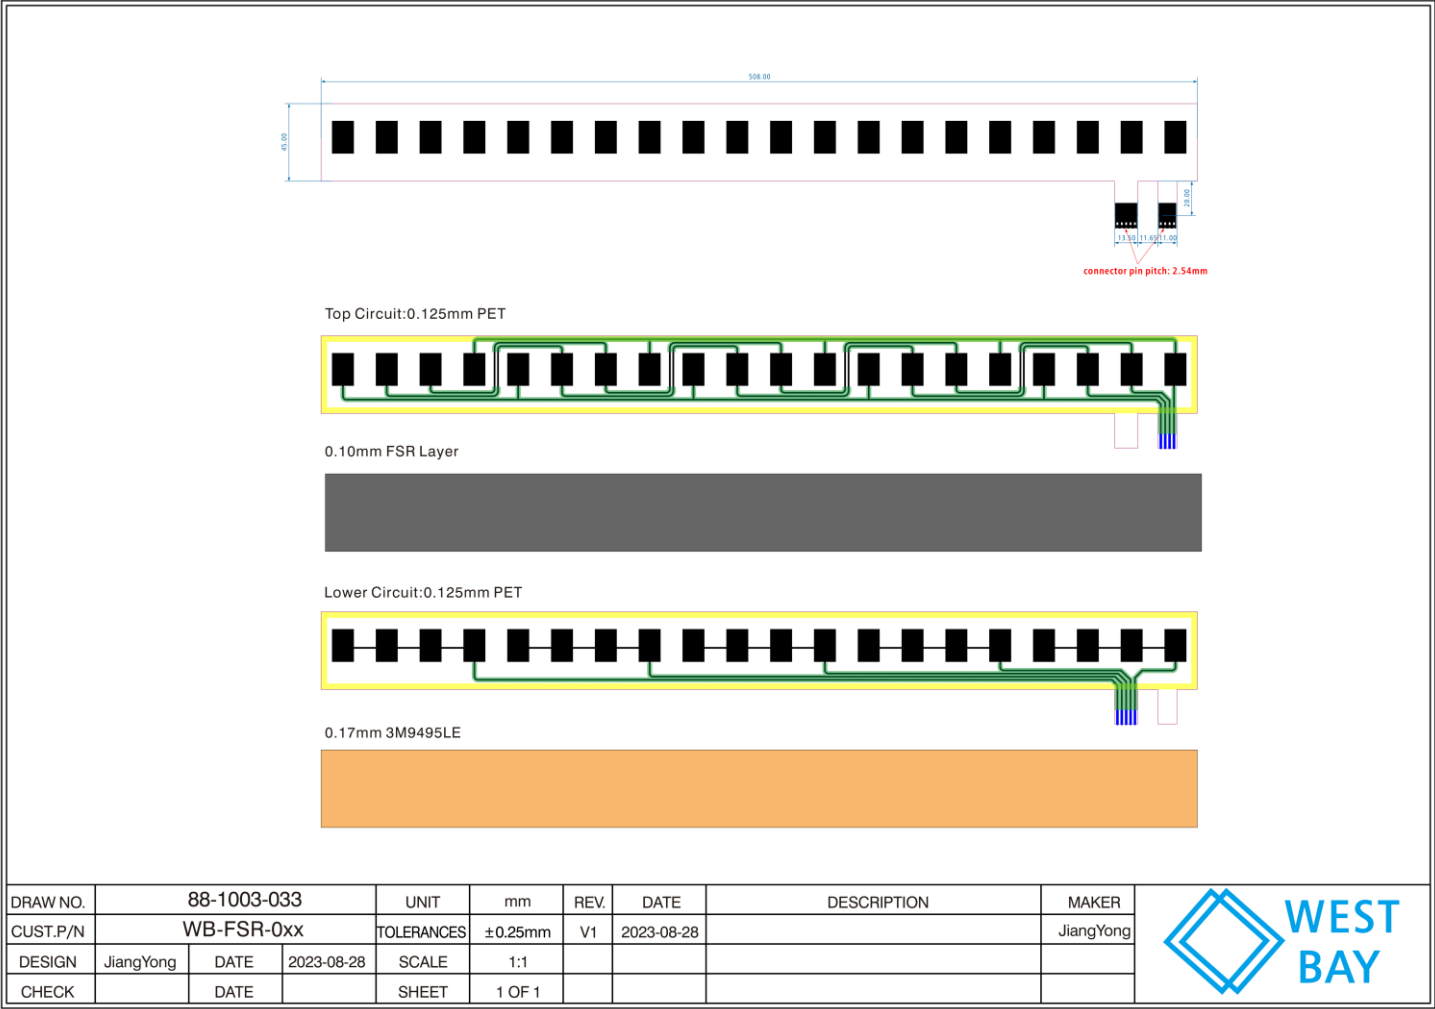 508.00
45.00
20.00
13.50 11.65 11.00
connector pin pitch: 2.54mm
Top Circuit:0.125mm PET
0.10mm FSR Layer
Lower Circuit:0.125mm PET
0.17mm 3M9495LE
DRAW NO. 88-1003-033 UNIT mm REV. DATE DESCRIPTION MAKER
CUST.P/N WB-FSR-0xx TOLERANCES ±0.25mm V1 2023-08-28 JiangYong
DESIGN JiangYong DATE 2023-08-28 SCALE 1:1
CHECK DATE SHEET 1 OF 1
WEST
BAY